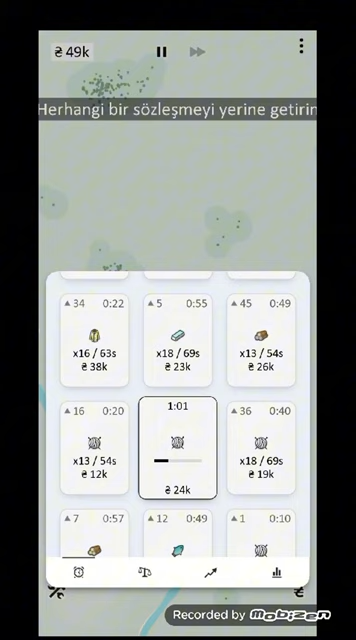 ₴ 49k
Herhangi bir sözleşmeyi yerine getirin
34 0:22
x16 / 63s
₴ 38k
5 0:55
x18 / 69s
₴ 23k
45 0:49
x13 / 54s
₴ 26k
16 0:20
x13 / 54s
₴ 12k
1:01
₴ 24k
36 0:40
x18 / 69s
₴ 19k
7 0:57
12 0:49
1 0:10
₴
Recorded by Mobizen